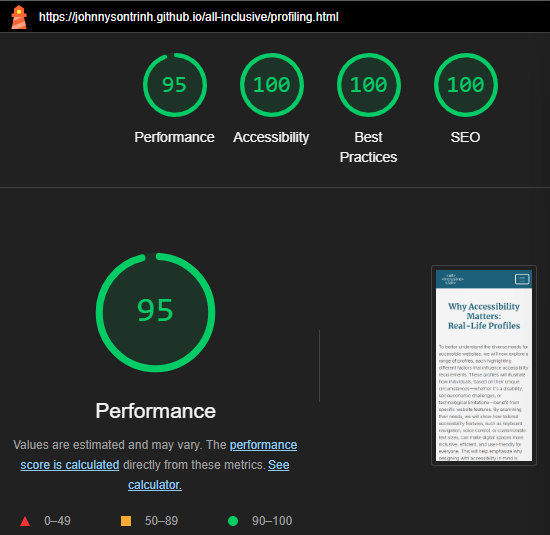 https://johnnysontrinh.github.io/all-inclusive/profiling.html
95 100 100 100
Performance Accessibility Best Practices SEO
95
Performance
Values are estimated and may vary. The performance
score is calculated directly from these metrics. See
calculator.
0–49 50–89 90–100
Why Accessibility
Matters:
Real-Life Profiles
To better understand the diverse needs for
accessible websites, we will now explore a
range of profiles, each highlighting
different factors that influence accessibility
requirements. These profiles will illustrate
how individuals, based on their unique
circumstances—whether it's a disability,
socioeconomic challenges, or
technological limitations—benefit from
specific website features. By examining
their needs, we will show how tailored
accessibility features, such as keyboard
navigation, voice control, or customizable
text sizes, can make digital spaces more
inclusive, efficient, and user-friendly for
everyone. This will help emphasize why
designing with accessibility in mind is